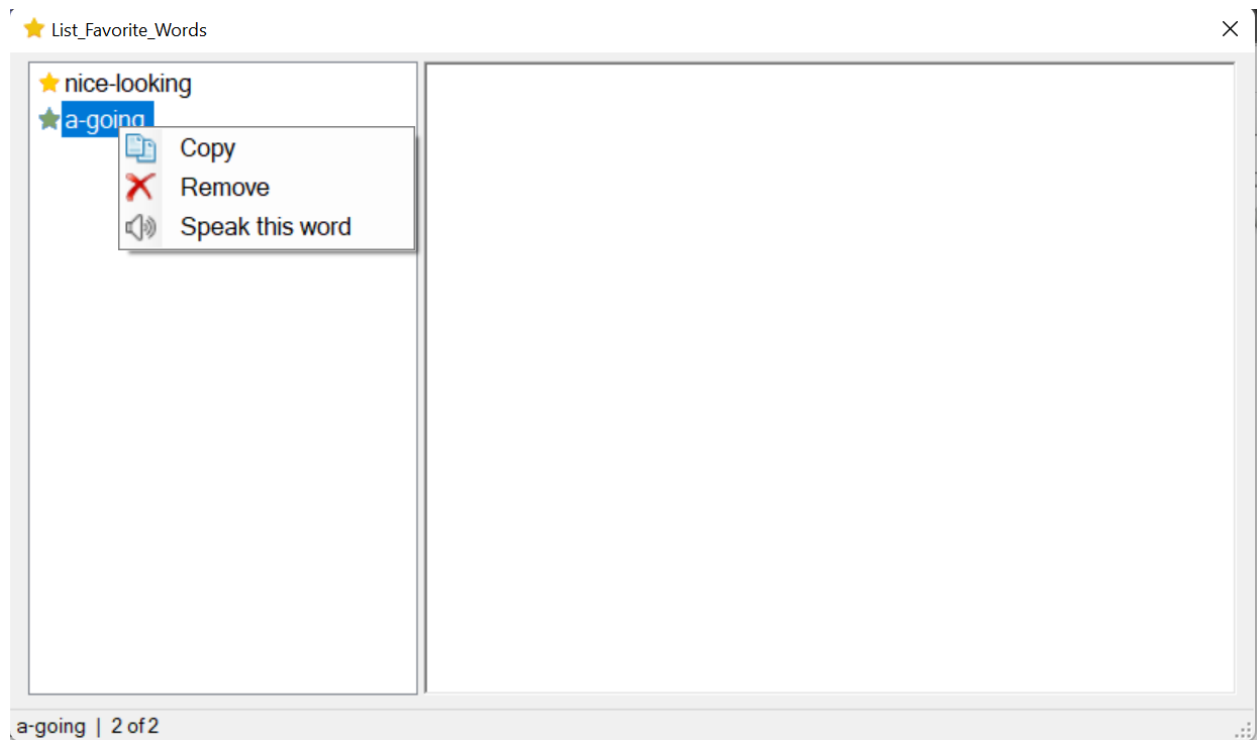 List_Favorite_Words
nice-looking
a-going
Copy
Remove
Speak this word
a-going | 2 of 2